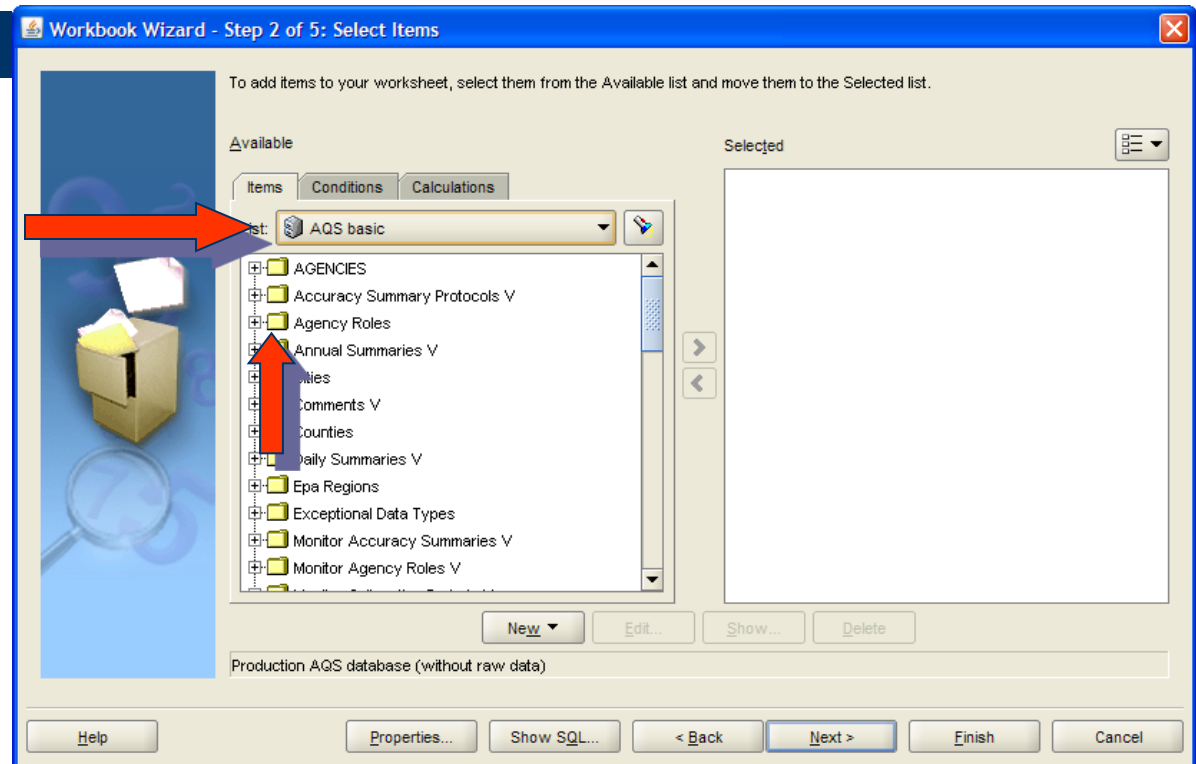 Workbook Wizard - Step 2 of 5: Select Items
To add items to your worksheet, select them from the Available list and move them to the Selected list.
Available
Selected
Items Conditions Calculations
AQS basic
AGENCIES
Accuracy Summary Protocols V
Agency Roles
Annual Summaries V
Comments V
Counties
Daily Summaries V
Epa Regions
Exceptional Data Types
Monitor Accuracy Summaries V
Monitor Agency Roles V
New Edit... Show... Delete
Production AQS database (without raw data)
Help Properties... Show SQL... < Back Next > Finish Cancel